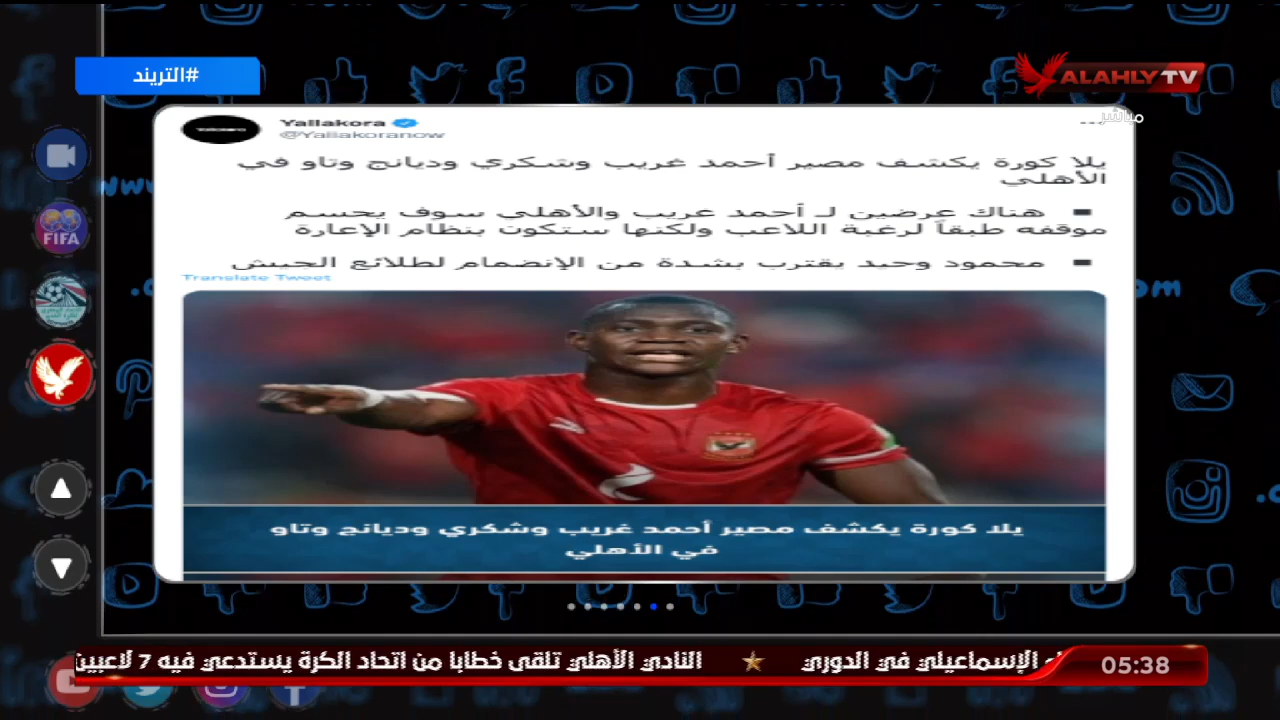 #التريند
ALAHLY TV
مباشر
Yallakora
@Yallakoranow
يلا كورة يكشف مصير أحمد غريب وشكري وديانج وتاو في
الأهلي
هناك عرضين لـ أحمد غريب والأهلي سوف يحسم
موقفه طبقاً لرغبة اللاعب ولكنها ستكون بنظام الإعارة
محمود وحيد يقترب بشدة من الإنضمام لطلائع الجيش
Translate Tweet
FIFA
يلا كورة يكشف مصير أحمد غريب وشكري وديانج وتاو
في الأهلي
الإسماعيلي في الدوري
النادي الأهلي تلقى خطابا من اتحاد الكرة يستدعي فيه 7 لاعبين
05:38